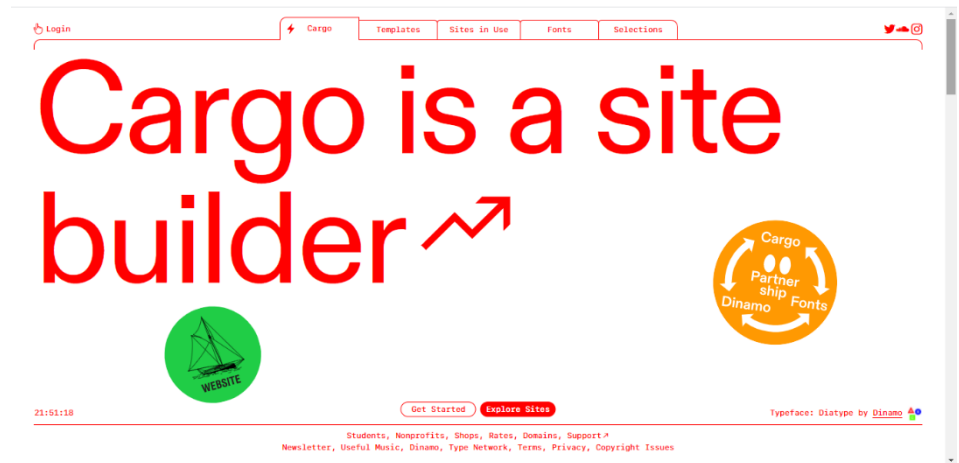 Login
Cargo
Templates
Sites in Use
Fonts
Selections
Cargo is a site
builder
Cargo
Partner
ship
Dinamo
Fonts
WEBSITE
21:51:18
Get Started
Explore Sites
Typeface: Diatype by Dinamo
Students, Nonprofits, Shops, Rates, Domains, Support↗
Newsletter, Useful Music, Dinamo, Type Network, Terms, Privacy, Copyright Issues